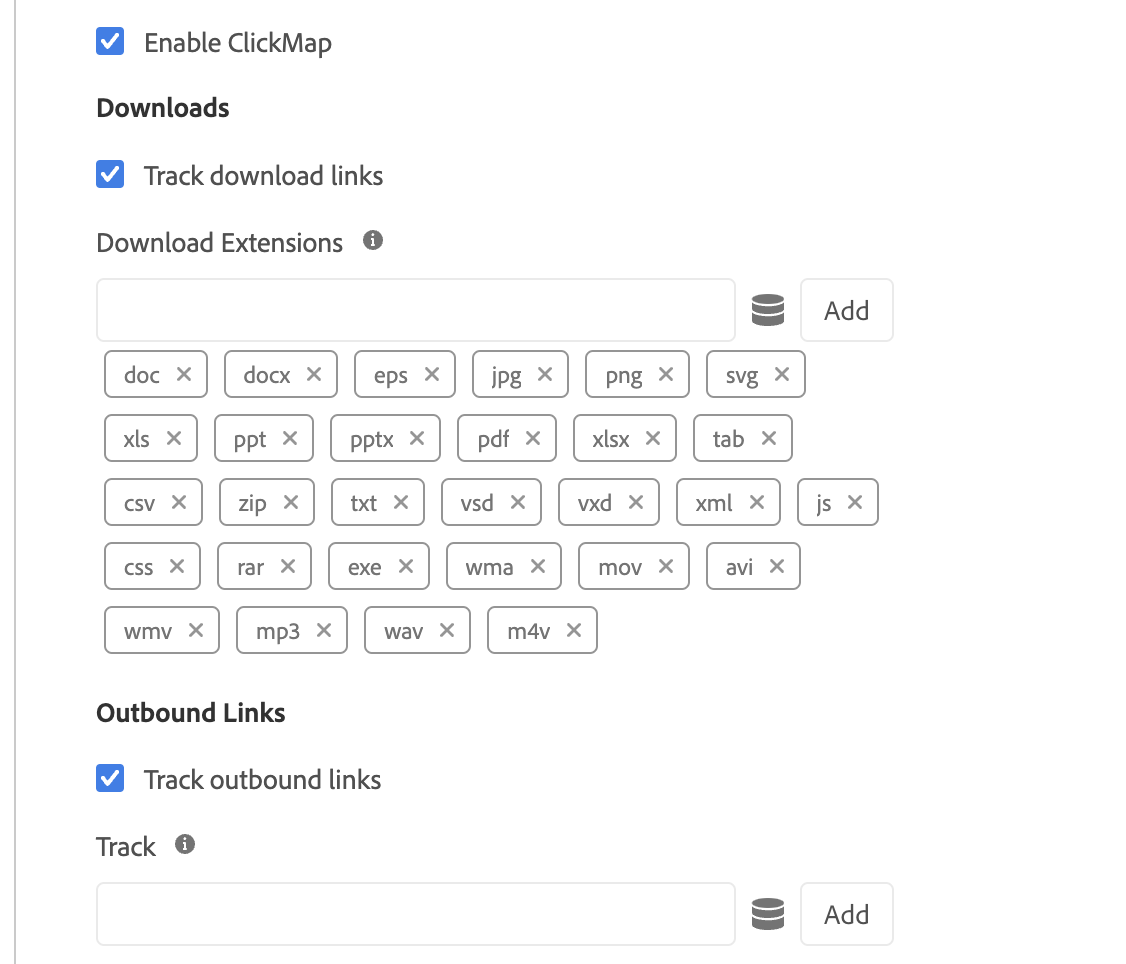 Enable ClickMap
Downloads
Track download links
Download Extensions
Add
doc docx eps jpg png svg
xls ppt pptx pdf xlsx tab
csv zip txt vsd vxd xml js
css rar exe wma mov avi
wmv mp3 wav m4v
Outbound Links
Track outbound links
Track
Add